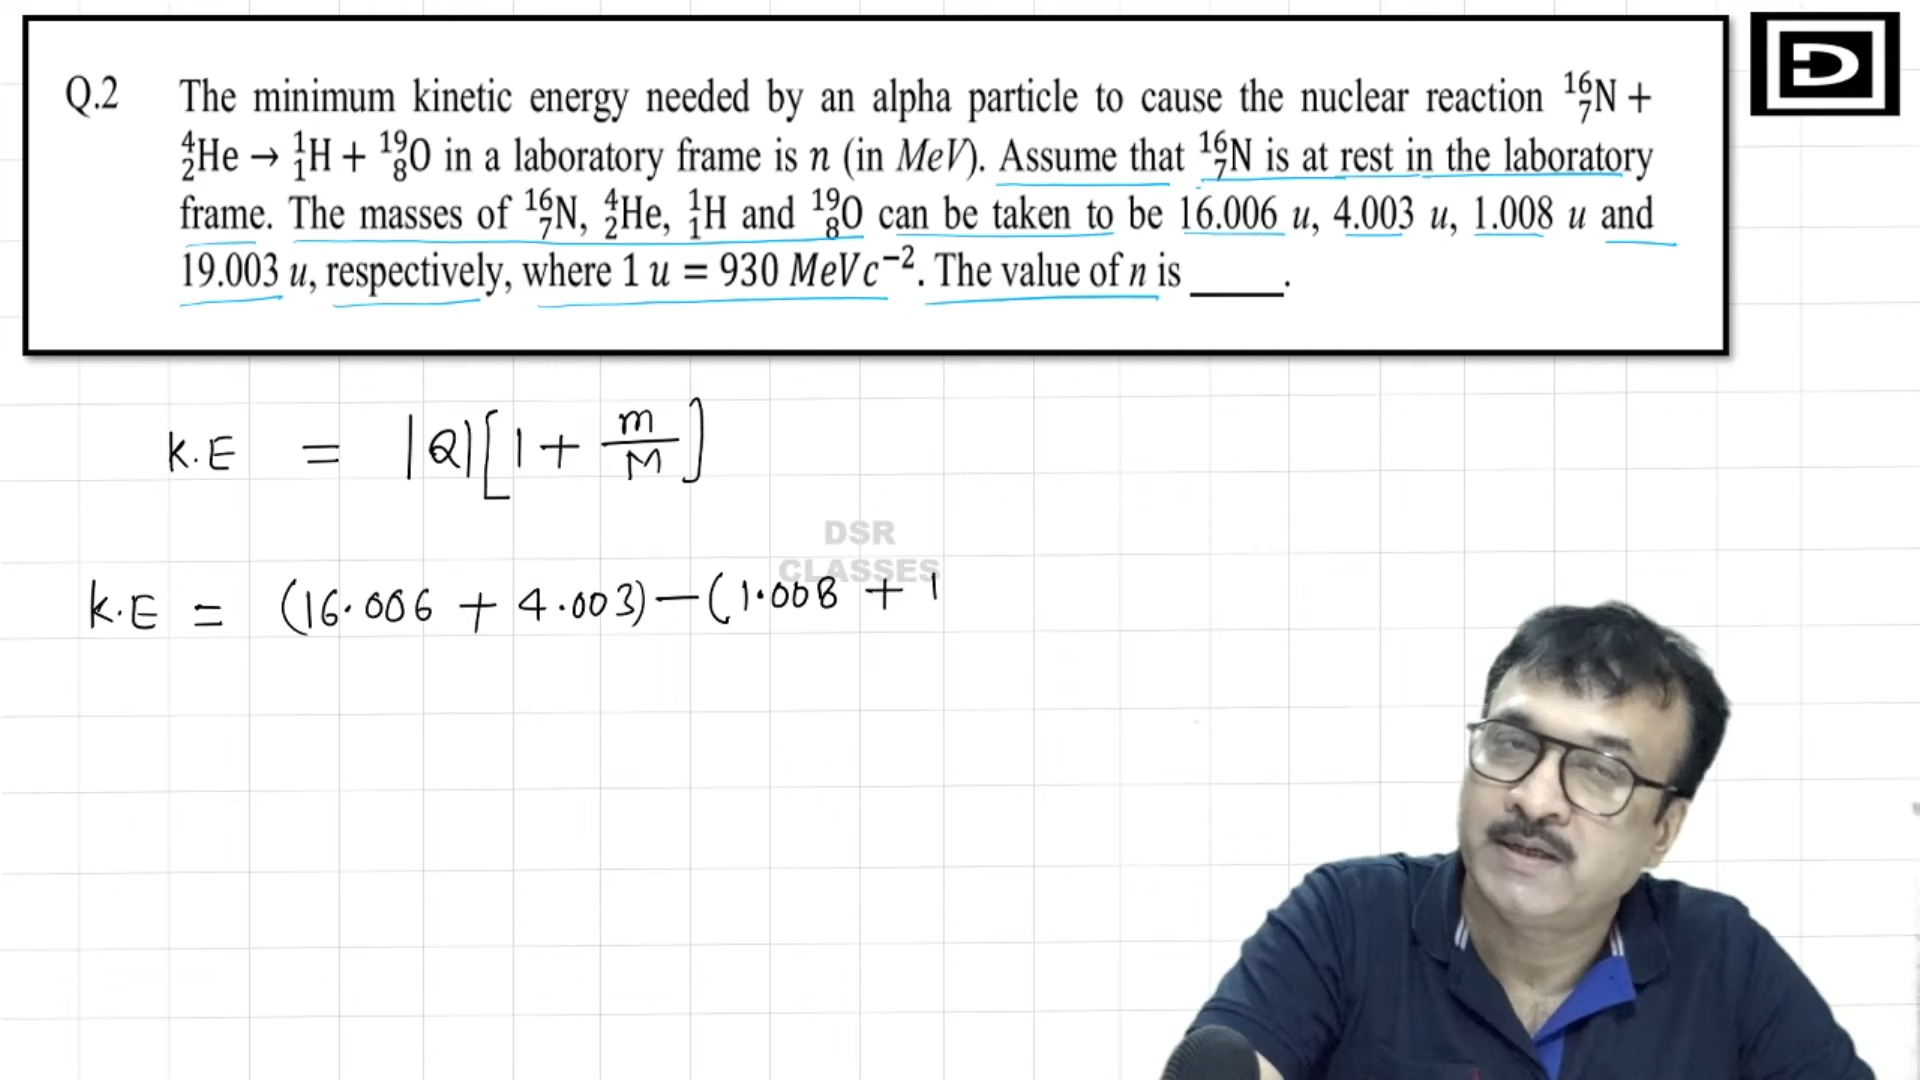 Q.2 The minimum kinetic energy needed by an alpha particle to cause the nuclear reaction ¹⁶₇N +
⁴₂He → ¹₁H + ¹⁹₈O in a laboratory frame is n (in MeV). Assume that ¹⁶₇N is at rest in the laboratory
frame. The masses of ¹⁶₇N, ⁴₂He, ¹₁H and ¹⁹₈O can be taken to be 16.006 u, 4.003 u, 1.008 u and
19.003 u, respectively, where 1 u = 930 MeVc⁻². The value of n is _____.
D
K.E = |Q|[1 + m/M]
DSR
CLASSES
K.E = (16.006 + 4.003) – (1.008 + 1